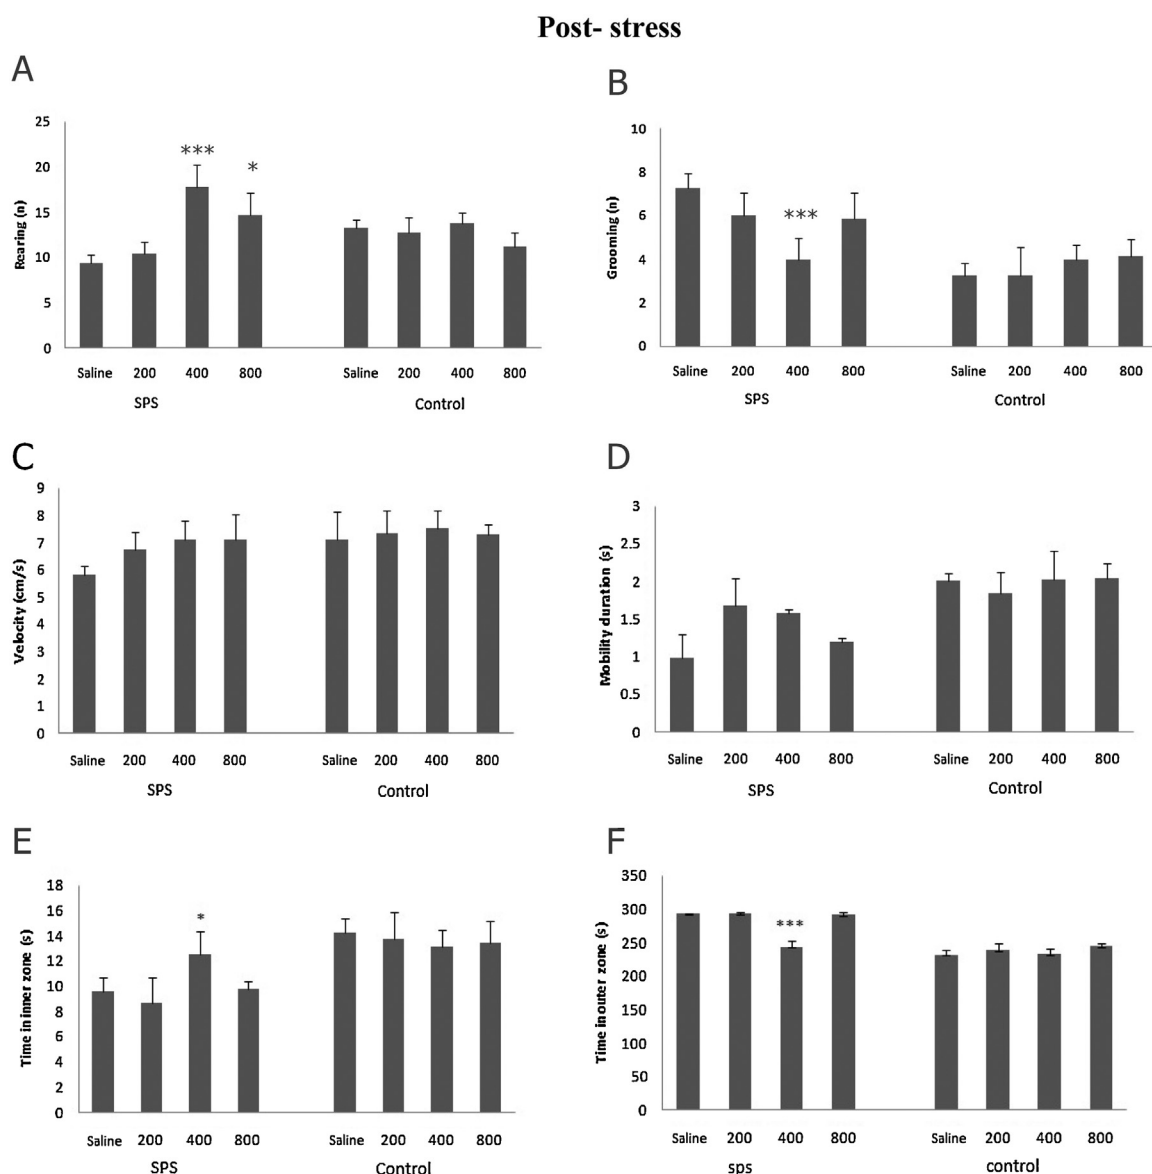 Post- stress
A
Rearing (n)
25
20
15
10
5
0
***
*
Saline 200 400 800 Saline 200 400 800
SPS Control
B
Grooming (n)
10
8
6
4
2
0
***
Saline 200 400 800 Saline 200 400 800
SPS Control
C
Velocity (cm/s)
9
8
7
6
5
4
3
2
1
0
Saline 200 400 800 Saline 200 400 800
SPS Control
D
Mobility duration (s)
3
2.5
2
1.5
1
0.5
0
Saline 200 400 800 Saline 200 400 800
SPS Control
E
Time in inner zone (s)
18
16
14
12
10
8
6
4
2
0
*
Saline 200 400 800 Saline 200 400 800
SPS Control
F
Time in outer zone (s)
350
300
250
200
150
100
50
0
***
Saline 200 400 800 Saline 200 400 800
sps control